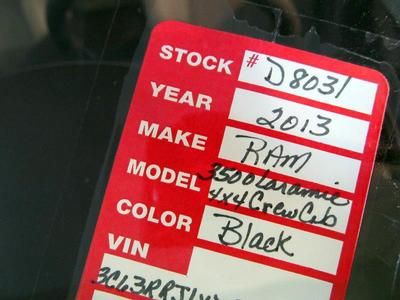 STOCK # D8031
YEAR 2013
MAKE RAM
MODEL 3500 Laramie
4x4 Crew Cab
COLOR Black
VIN